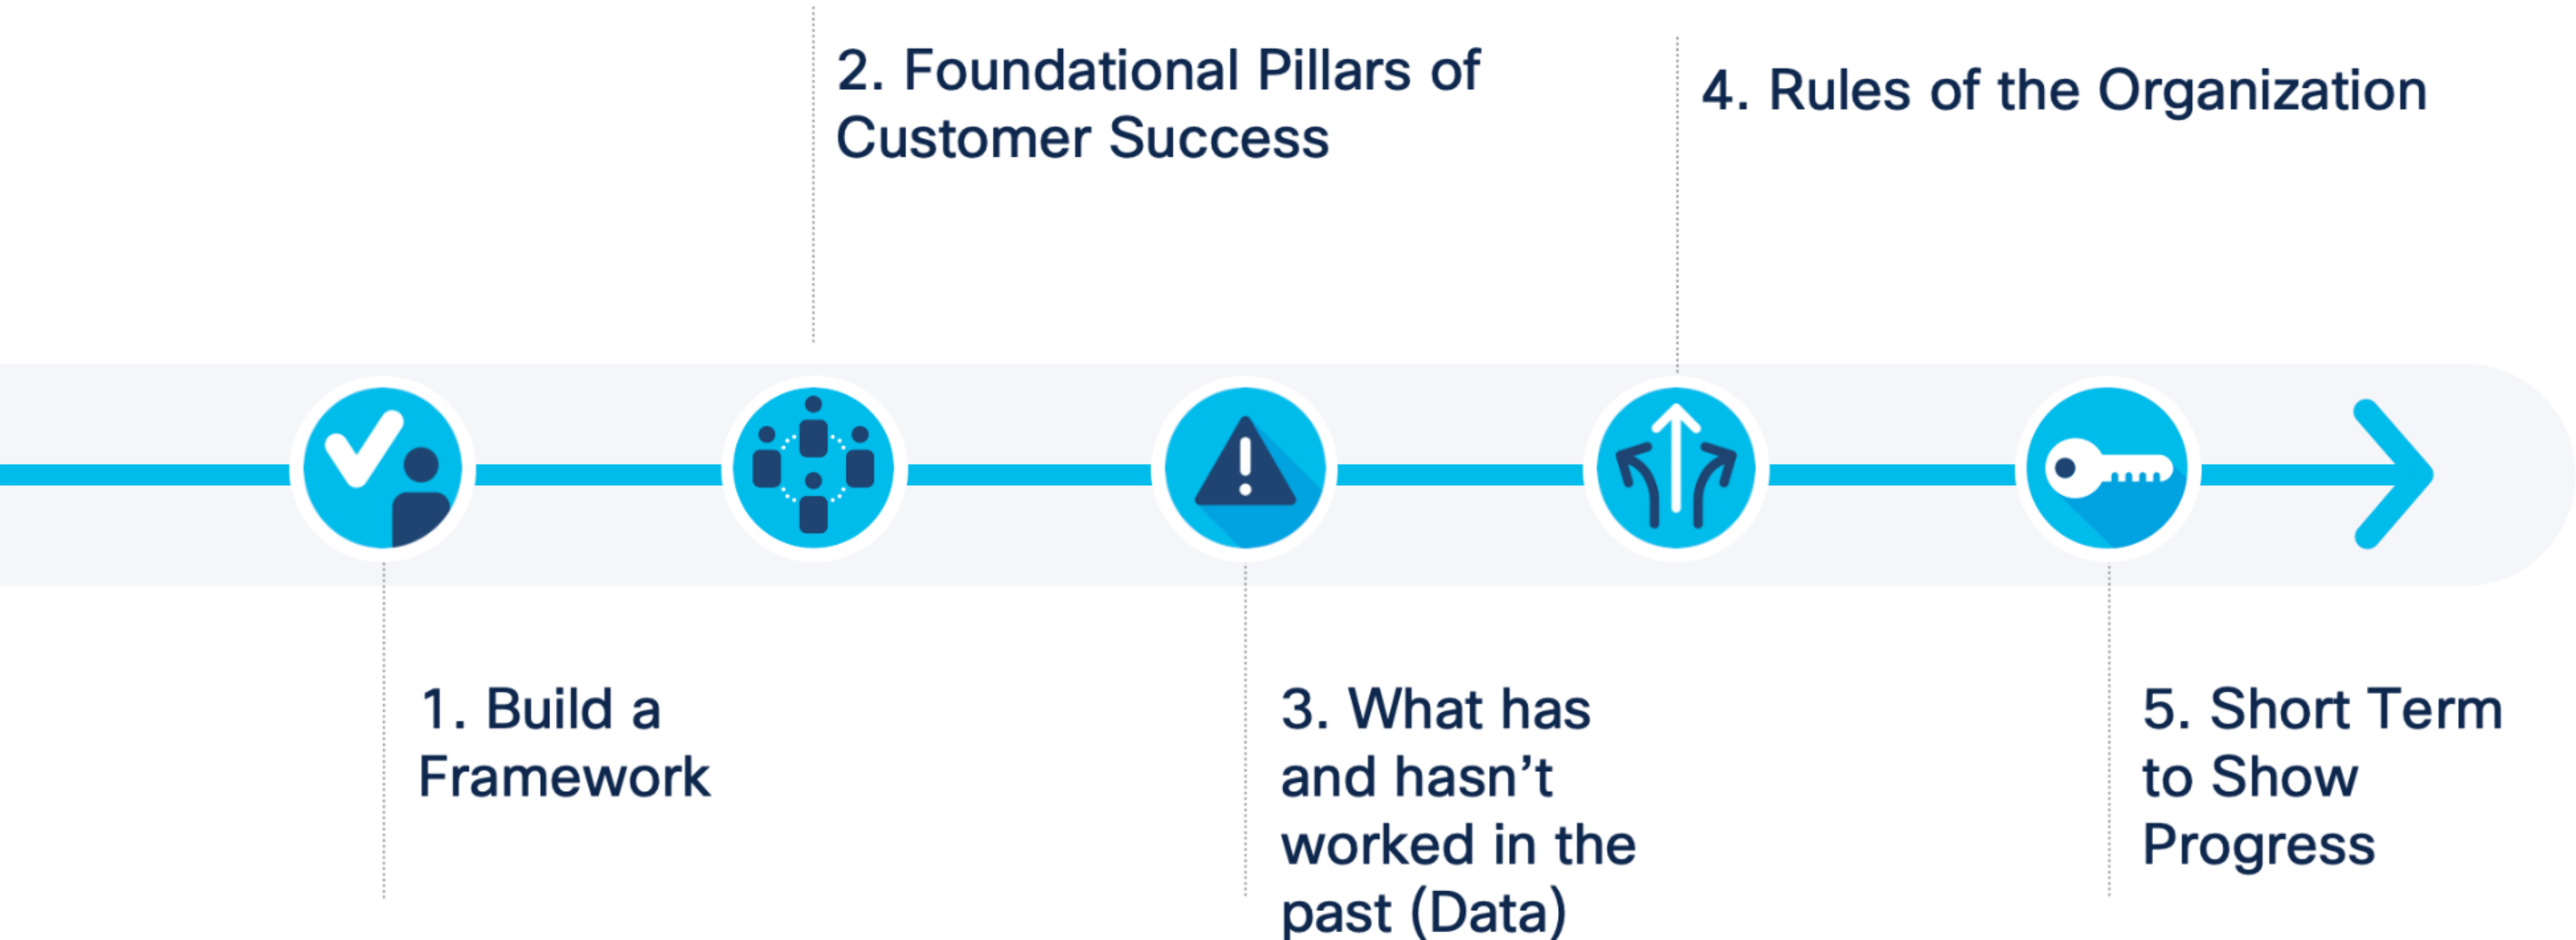 1. Build a
Framework
2. Foundational Pillars of
Customer Success
3. What has
and hasn’t
worked in the
past (Data)
4. Rules of the Organization
5. Short Term
to Show
Progress